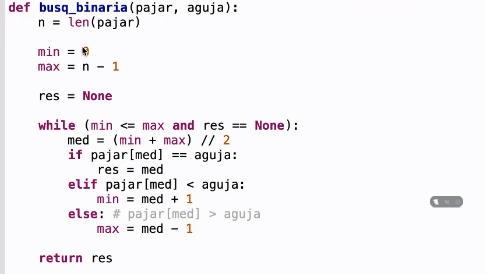 def busq_binaria(pajar, aguja):
    n = len(pajar)
    min = 0
    max = n - 1
    res = None
    while (min <= max and res == None):
        med = (min + max) // 2
        if pajar[med] == aguja:
            res = med
        elif pajar[med] < aguja:
            min = med + 1
        else: # pajar[med] > aguja
            max = med - 1
    return res